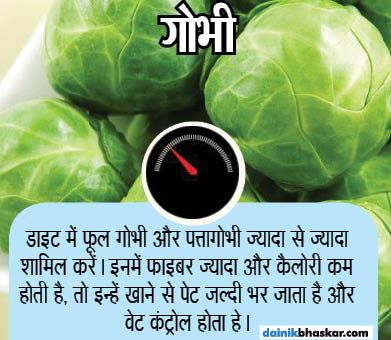 गोभी
डाइट में फूल गोभी और पत्तागोभी ज्यादा से ज्यादा
शामिल करें। इनमें फाइबर ज्यादा और कैलोरी कम
होती है, तो इन्हें खाने से पेट जल्दी भर जाता है और
वेट कंट्रोल होता हे।
dainikbhaskar.com